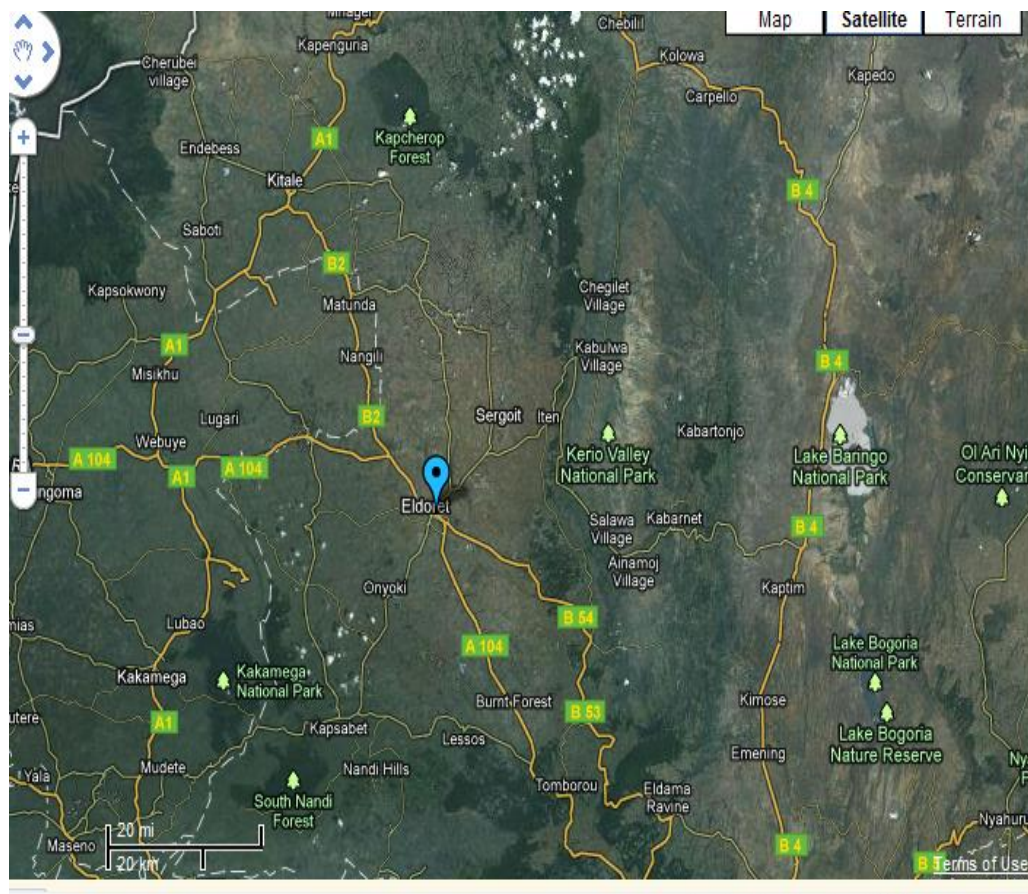 Map
Satellite
Terrain
Chebilil
Kapenguria
Kolowa
Cherubei
village
Kapedo
Carpello
Kapcherop
Forest
A1
Endebess
Kitale
B 4
Saboti
B2
Kapsokwony
Matunda
Chegilet
Village
A1
Nangili
Kabulwa
Village
B 4
Misikhu
B2
Lugari
Sergoit
Iten
Kabartonjo
Webuye
Kerio Valley
National Park
Lake Baringo
National Park
Ol Ari Nyi
Conservar
A 104
A1
A 104
ngoma
Eldoret
Salawa
Village
Kabarnet
B 4
Ainamoj
Village
Onyoki
Kaptim
B 54
mias
Lubao
A 104
Lake Bogoria
National Park
Kakamega
Kakamega
National Park
Burnt Forest
B 53
Kimose
utere
A1
Kapsabet
Lessos
Lake Bogoria
Nature Reserve
Emening
Yala
Mudete
Nandi Hills
Tomborou
Eldama
Ravine
South Nandi
Forest
Nyahuru
20 mi
Maseno
20 km
B 4
Terms of Use